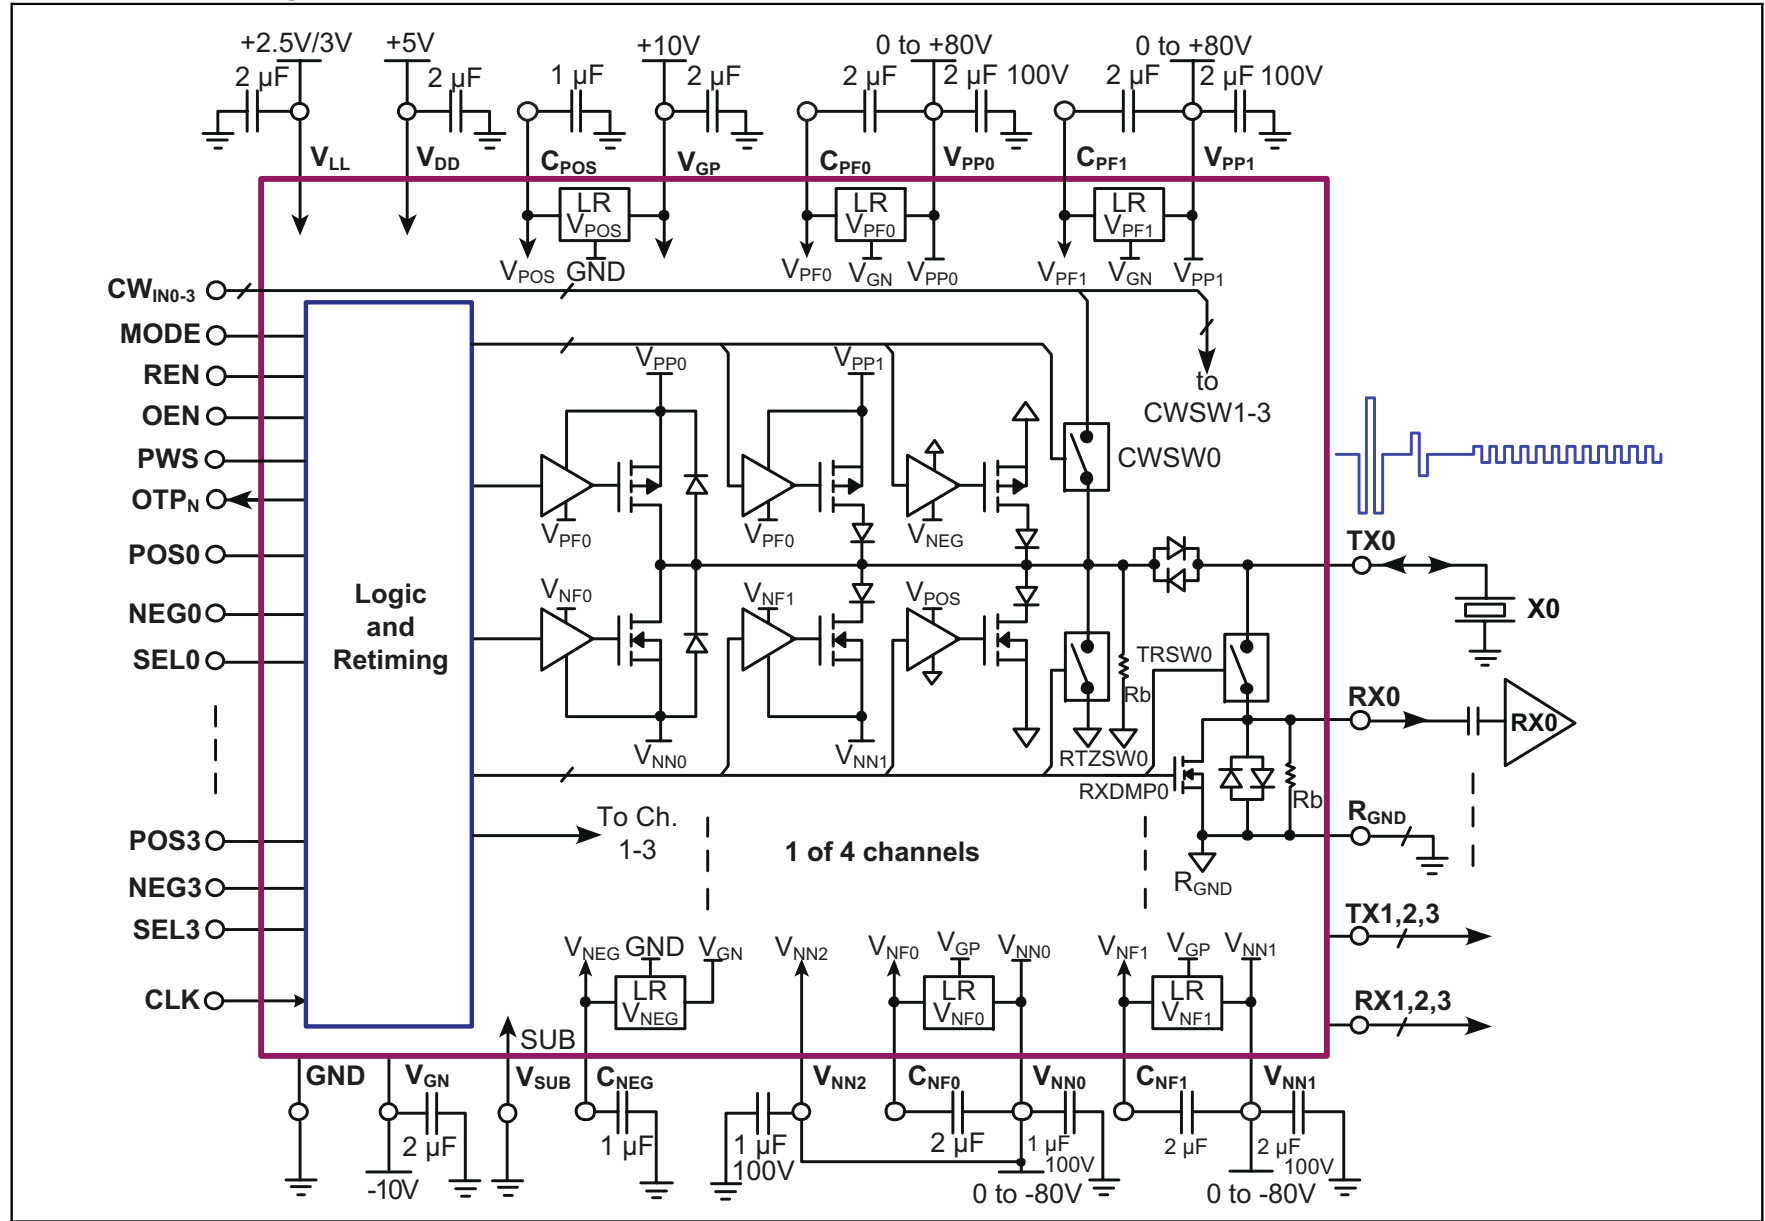 +2.5V/3V
+5V
+10V
0 to +80V
0 to +80V
2 µF
2 µF
1 µF
2 µF
2 µF
2 µF 100V
2 µF
2 µF 100V
VLL
VDD
CPOS
VGP
CPF0
VPP0
CPF1
VPP1
LR
VPOS
LR
VPF0
LR
VPF1
VPOS
GND
VPF0
VGN
VPP0
VPF1
VGN
VPP1
CWIN0-3
MODE
REN
OEN
PWS
OTPN
POS0
NEG0
SEL0
POS3
NEG3
SEL3
CLK
Logic
and
Retiming
VPP0
VPP1
to
CWSW1-3
CWSW0
VPF0
VPF0
VNEG
TX0
VNF0
VNF1
VPOS
X0
TRSW0
Rb
RX0
RX0
VNN0
VNN1
RTZSW0
RXDMP0
Rb
RGND
To Ch.
1-3
1 of 4 channels
RGND
TX1,2,3
RX1,2,3
VNEG
GND
VGN
VNN2
VNF0
VGP
VNN0
VNF1
VGP
VNN1
LR
VNEG
LR
VNF0
LR
VNF1
SUB
GND
VGN
VSUB
CNEG
VNN2
CNF0
VNN0
CNF1
VNN1
2 µF
1 µF
1 µF
100V
2 µF
1 µF
100V
2 µF
2 µF
100V
-10V
0 to -80V
0 to -80V